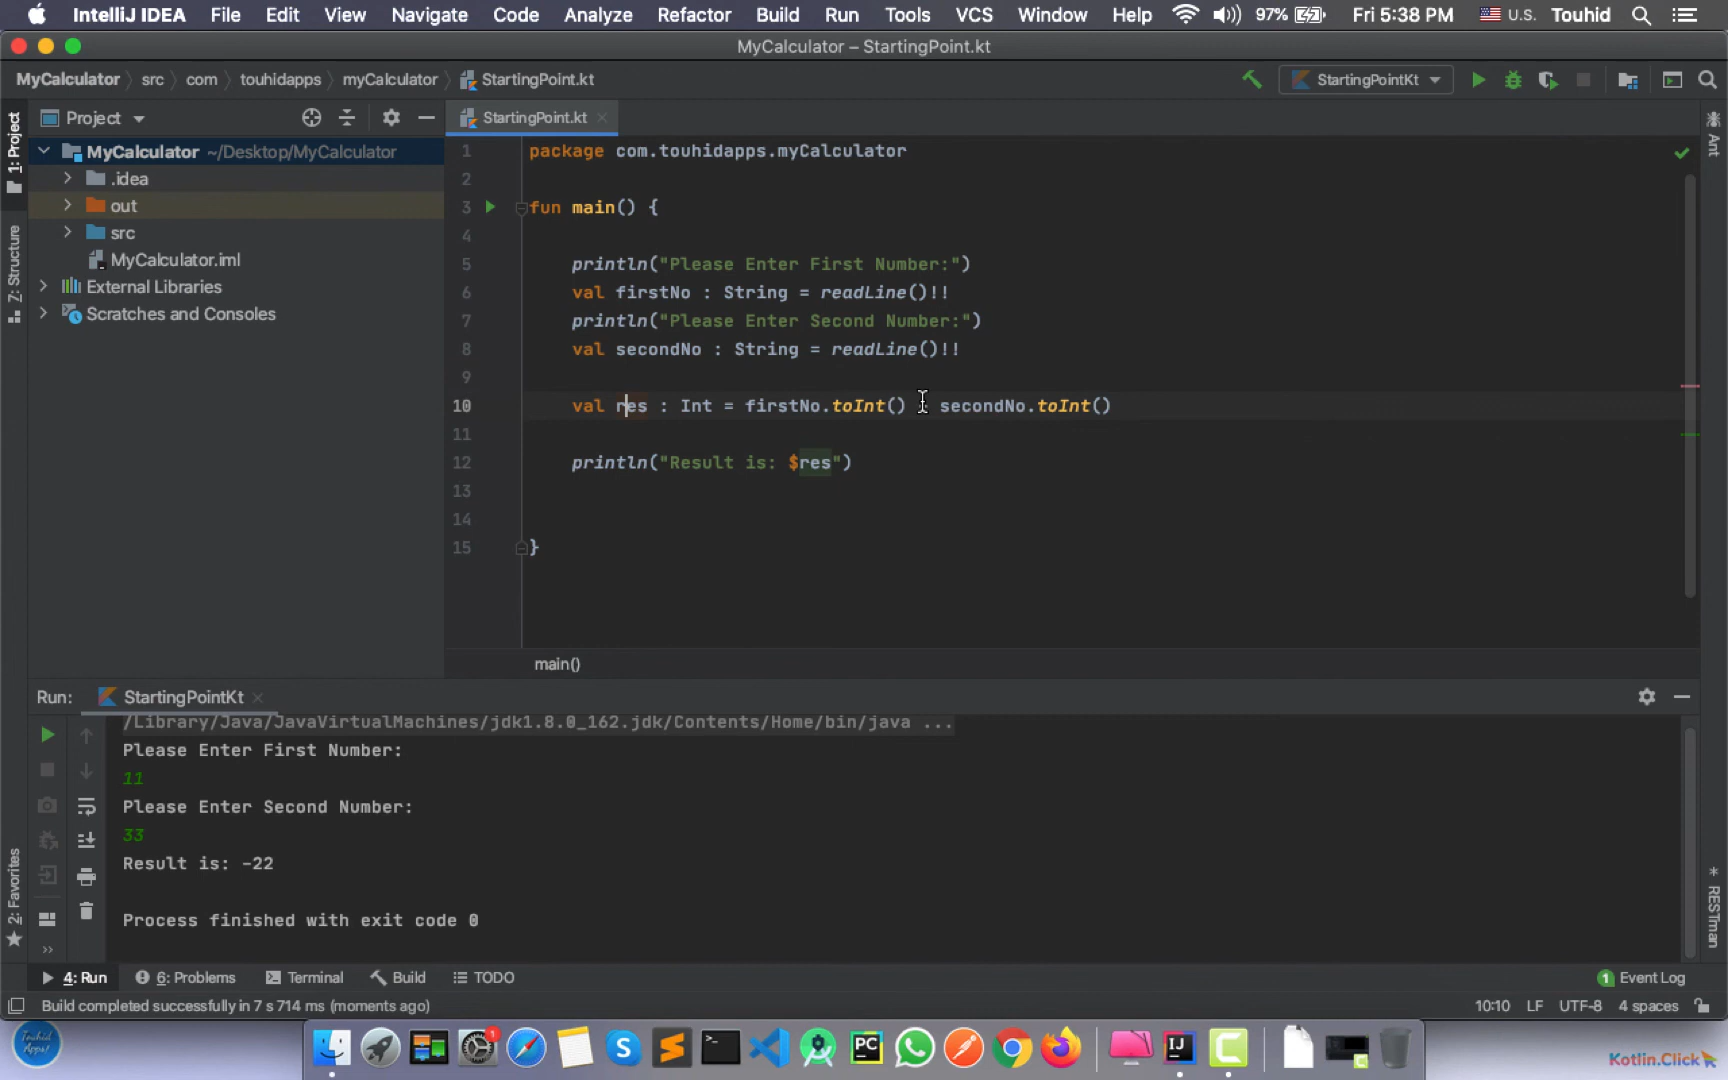 IntelliJ IDEA File Edit View Navigate Code Analyze Refactor Build Run Tools VCS Window Help 97% Fri 5:38 PM U.S. Touhid
MyCalculator – StartingPoint.kt
MyCalculator src com touhidapps myCalculator StartingPoint.kt StartingPointKt
1: Project
Project
StartingPoint.kt
Ant
MyCalculator ~/Desktop/MyCalculator
.idea
out
src
MyCalculator.iml
External Libraries
Scratches and Consoles
7: Structure
1 package com.touhidapps.myCalculator
2
3 fun main() {
4
5 println("Please Enter First Number:")
6 val firstNo : String = readLine()!!
7 println("Please Enter Second Number:")
8 val secondNo : String = readLine()!!
9
10 val res : Int = firstNo.toInt() secondNo.toInt()
11
12 println("Result is: $res")
13
14
15 }
main()
Run: StartingPointKt
/Library/Java/JavaVirtualMachines/jdk1.8.0_162.jdk/Contents/Home/bin/java ...
Please Enter First Number:
11
Please Enter Second Number:
33
Result is: -22
Process finished with exit code 0
2: Favorites
RESTman
4: Run 6: Problems Terminal Build TODO 1 Event Log
Build completed successfully in 7 s 714 ms (moments ago) 10:10 LF UTF-8 4 spaces
Touhid Apps!
1
PC
IJ
Kotlin.Click